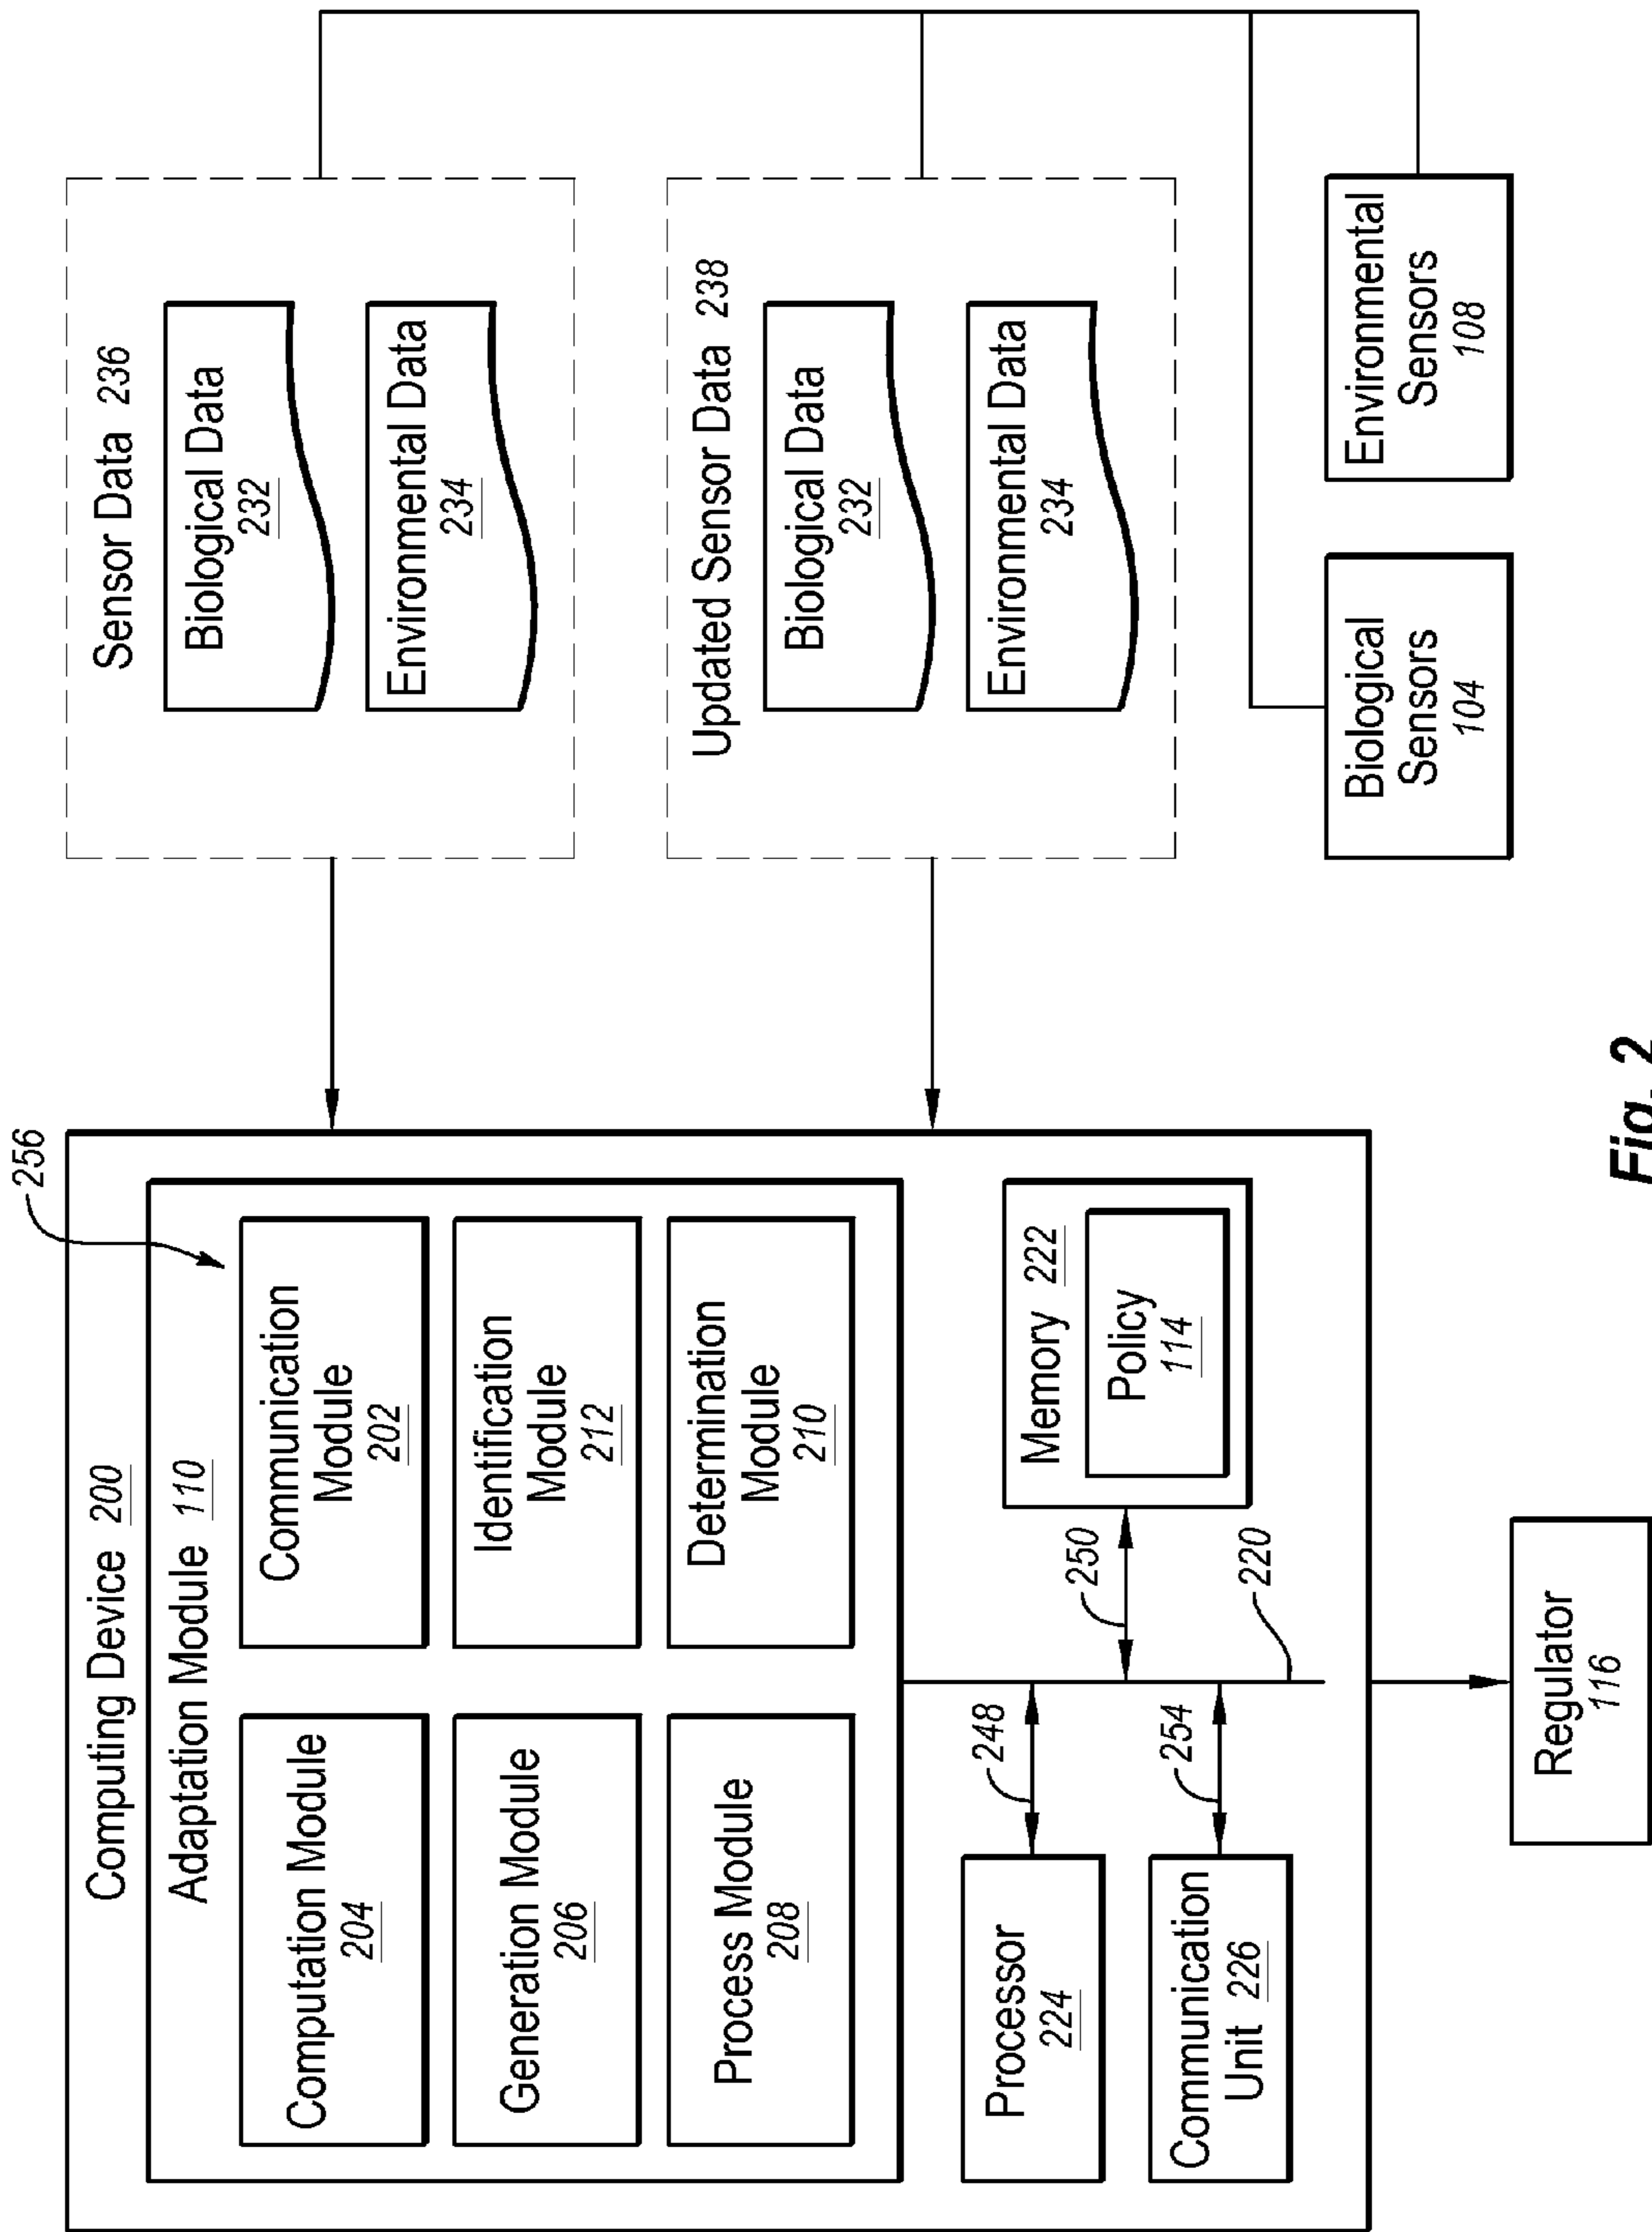 256
Computing Device 200
Adaptation Module 110
Computation Module
204
Communication
Module
202
Generation Module
206
Identification
Module
212
Process Module
208
Determination
Module
210
Processor
224
248
250
Memory 222
Policy
114
Communication
Unit 226
254
220
Regulator
116
Sensor Data 236
Biological Data
232
Environmental Data
234
Updated Sensor Data 238
Biological Data
232
Environmental Data
234
Biological
Sensors
104
Environmental
Sensors
108
Fig. 2